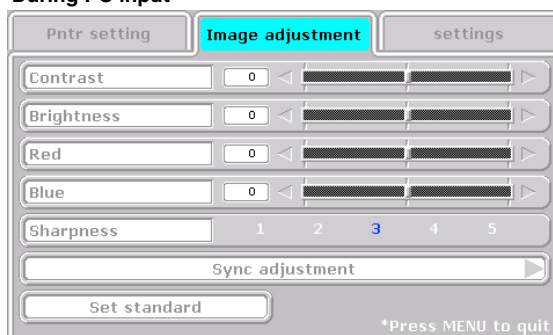 During PC input
Pntr setting Image adjustment settings
Contrast 0
Brightness 0
Red 0
Blue 0
Sharpness 1 2 3 4 5
Sync adjustment
Set standard
*Press MENU to quit